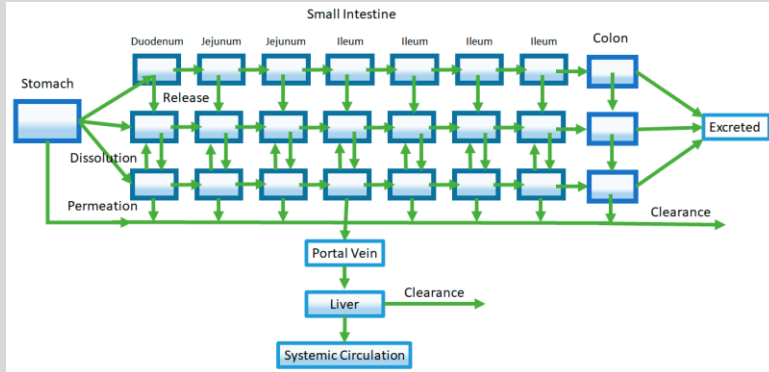 Small Intestine
Duodenum Jejunum Jejunum Ileum Ileum Ileum Ileum Colon
Stomach
Release
Excreted
Dissolution
Permeation
Clearance
Portal Vein
Liver
Clearance
Systemic Circulation